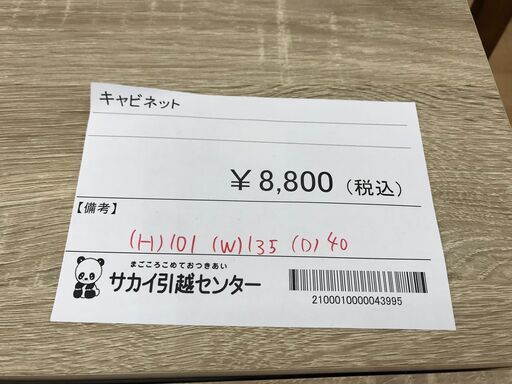 キャビネット
￥8,800（税込）
【備考】
(H)101 (W)135 (D)40
まごころこめておつきあい
サカイ引越センター
2100010000043995